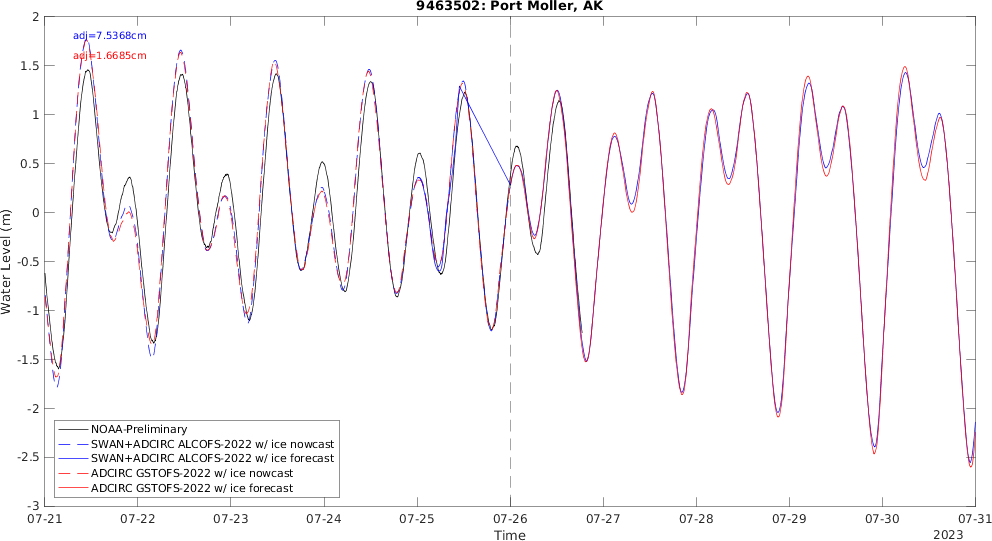 9463502: Port Moller, AK
adj=7.5368cm
adj=1.6685cm
Water Level (m)
2
1.5
1
0.5
0
-0.5
-1
-1.5
-2
-2.5
-3
NOAA-Preliminary
SWAN+ADCIRC ALCOFS-2022 w/ ice nowcast
SWAN+ADCIRC ALCOFS-2022 w/ ice forecast
ADCIRC GSTOFS-2022 w/ ice nowcast
ADCIRC GSTOFS-2022 w/ ice forecast
07-21 07-22 07-23 07-24 07-25 07-26 07-27 07-28 07-29 07-30 07-31
Time
2023